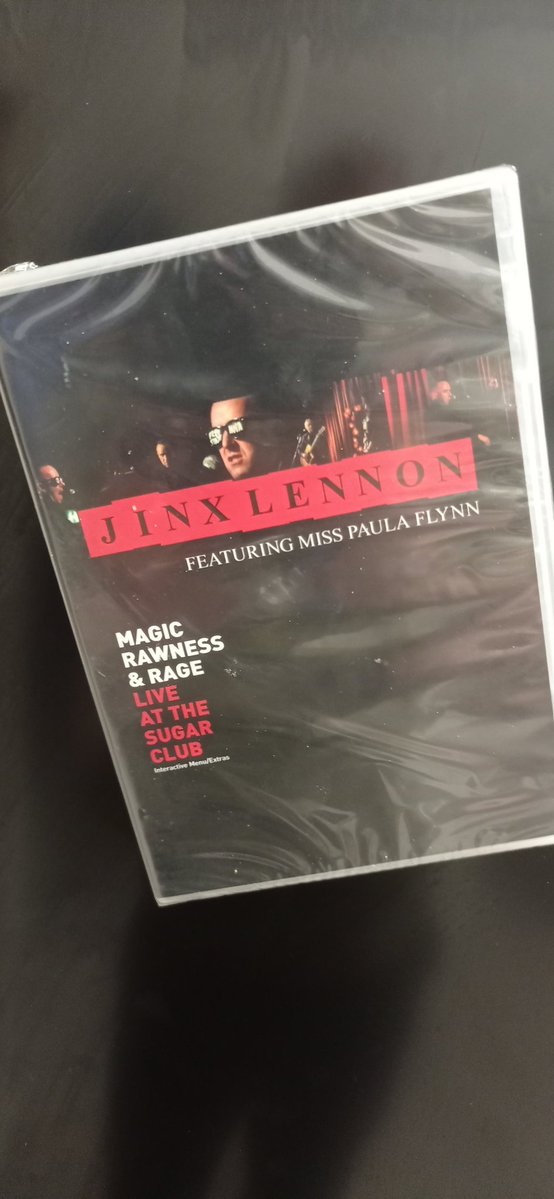 JINX LENNON
FEATURING MISS PAULA FLYNN
MAGIC
RAWNESS
& RAGE
LIVE
AT THE
SUGAR
CLUB
Interactive Menu/Extras